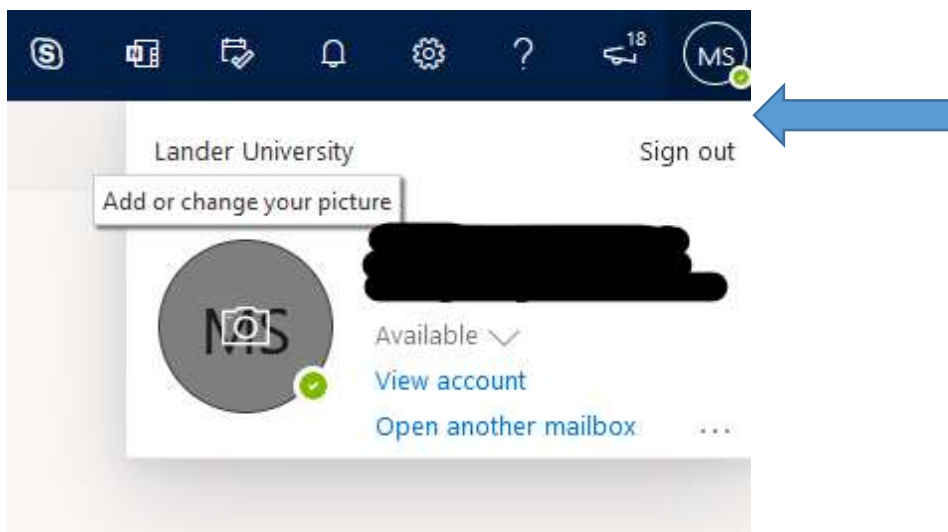 18
MS
Lander University Sign out
Add or change your picture
MS
Available
View account
Open another mailbox ...